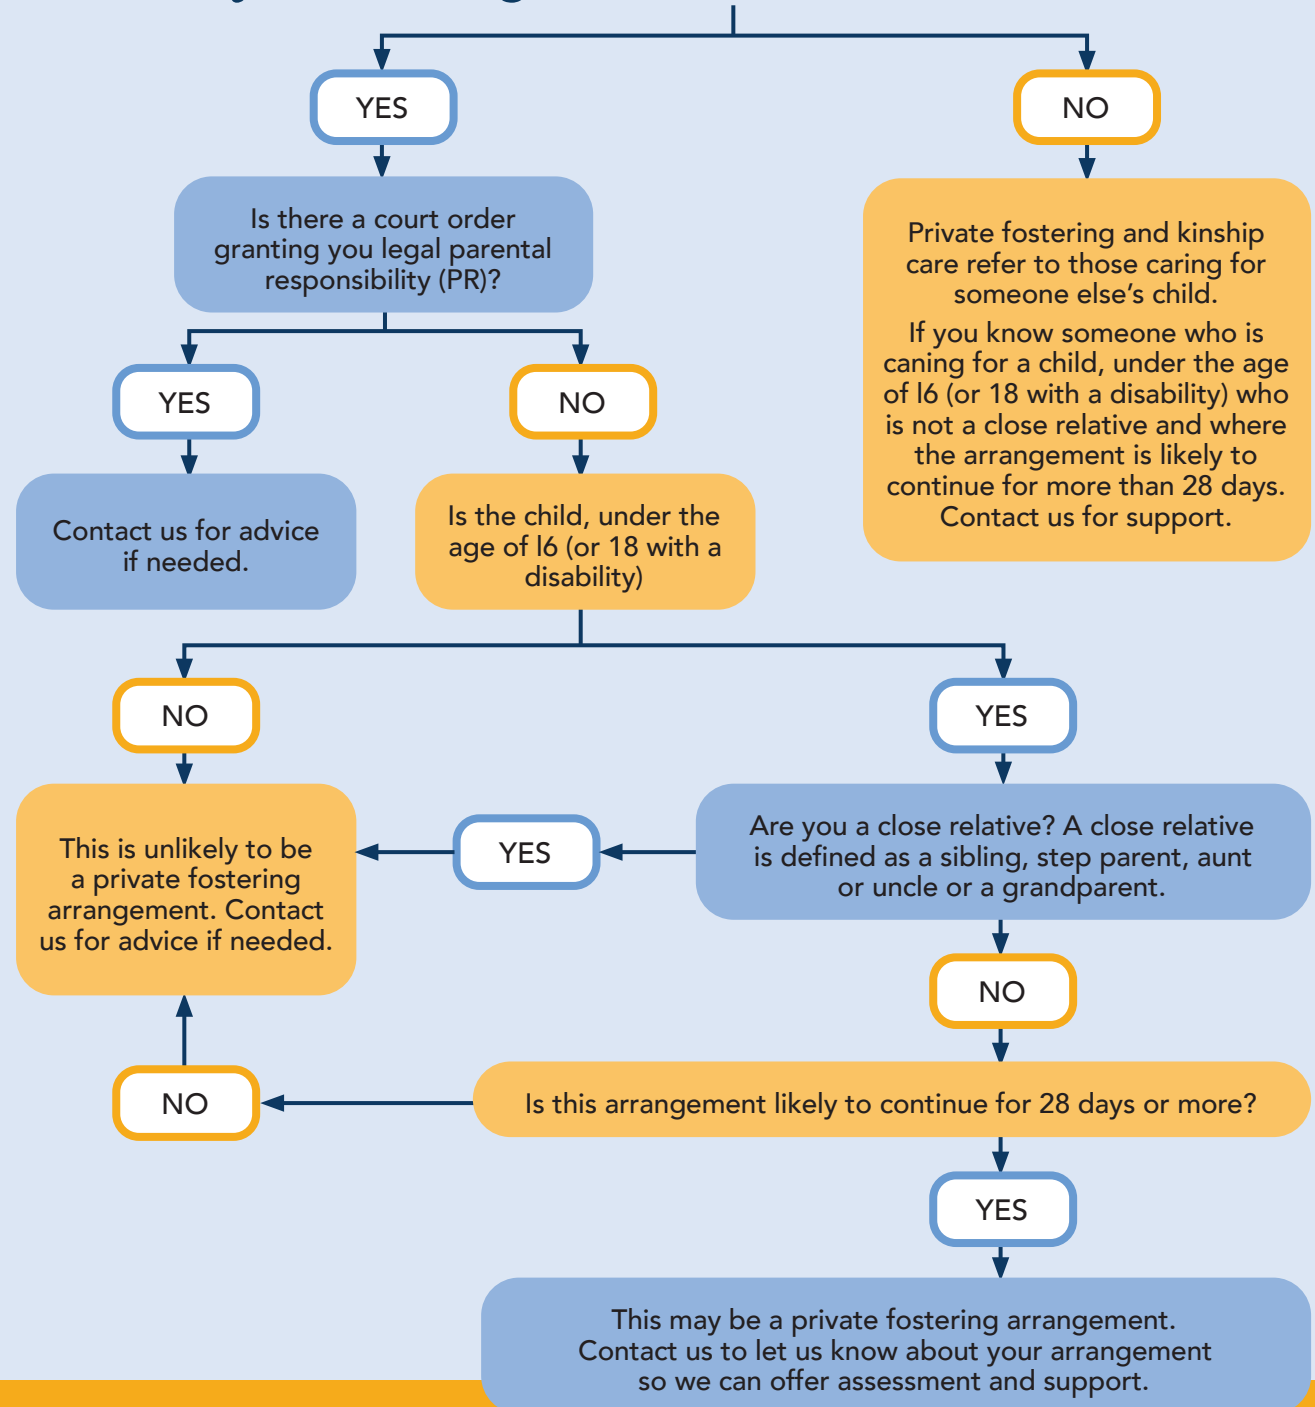 YES
NO
Is there a court order
granting you legal parental
responsibility (PR)?
Private fostering and kinship
care refer to those caring for
someone else’s child.
If you know someone who is
caning for a child, under the age
of l6 (or 18 with a disability) who
is not a close relative and where
the arrangement is likely to
continue for more than 28 days.
Contact us for support.
YES
NO
Contact us for advice
if needed.
Is the child, under the
age of l6 (or 18 with a
disability)
NO
YES
This is unlikely to be
a private fostering
arrangement. Contact
us for advice if needed.
YES
Are you a close relative? A close relative
is defined as a sibling, step parent, aunt
or uncle or a grandparent.
NO
NO
Is this arrangement likely to continue for 28 days or more?
YES
This may be a private fostering arrangement.
Contact us to let us know about your arrangement
so we can offer assessment and support.